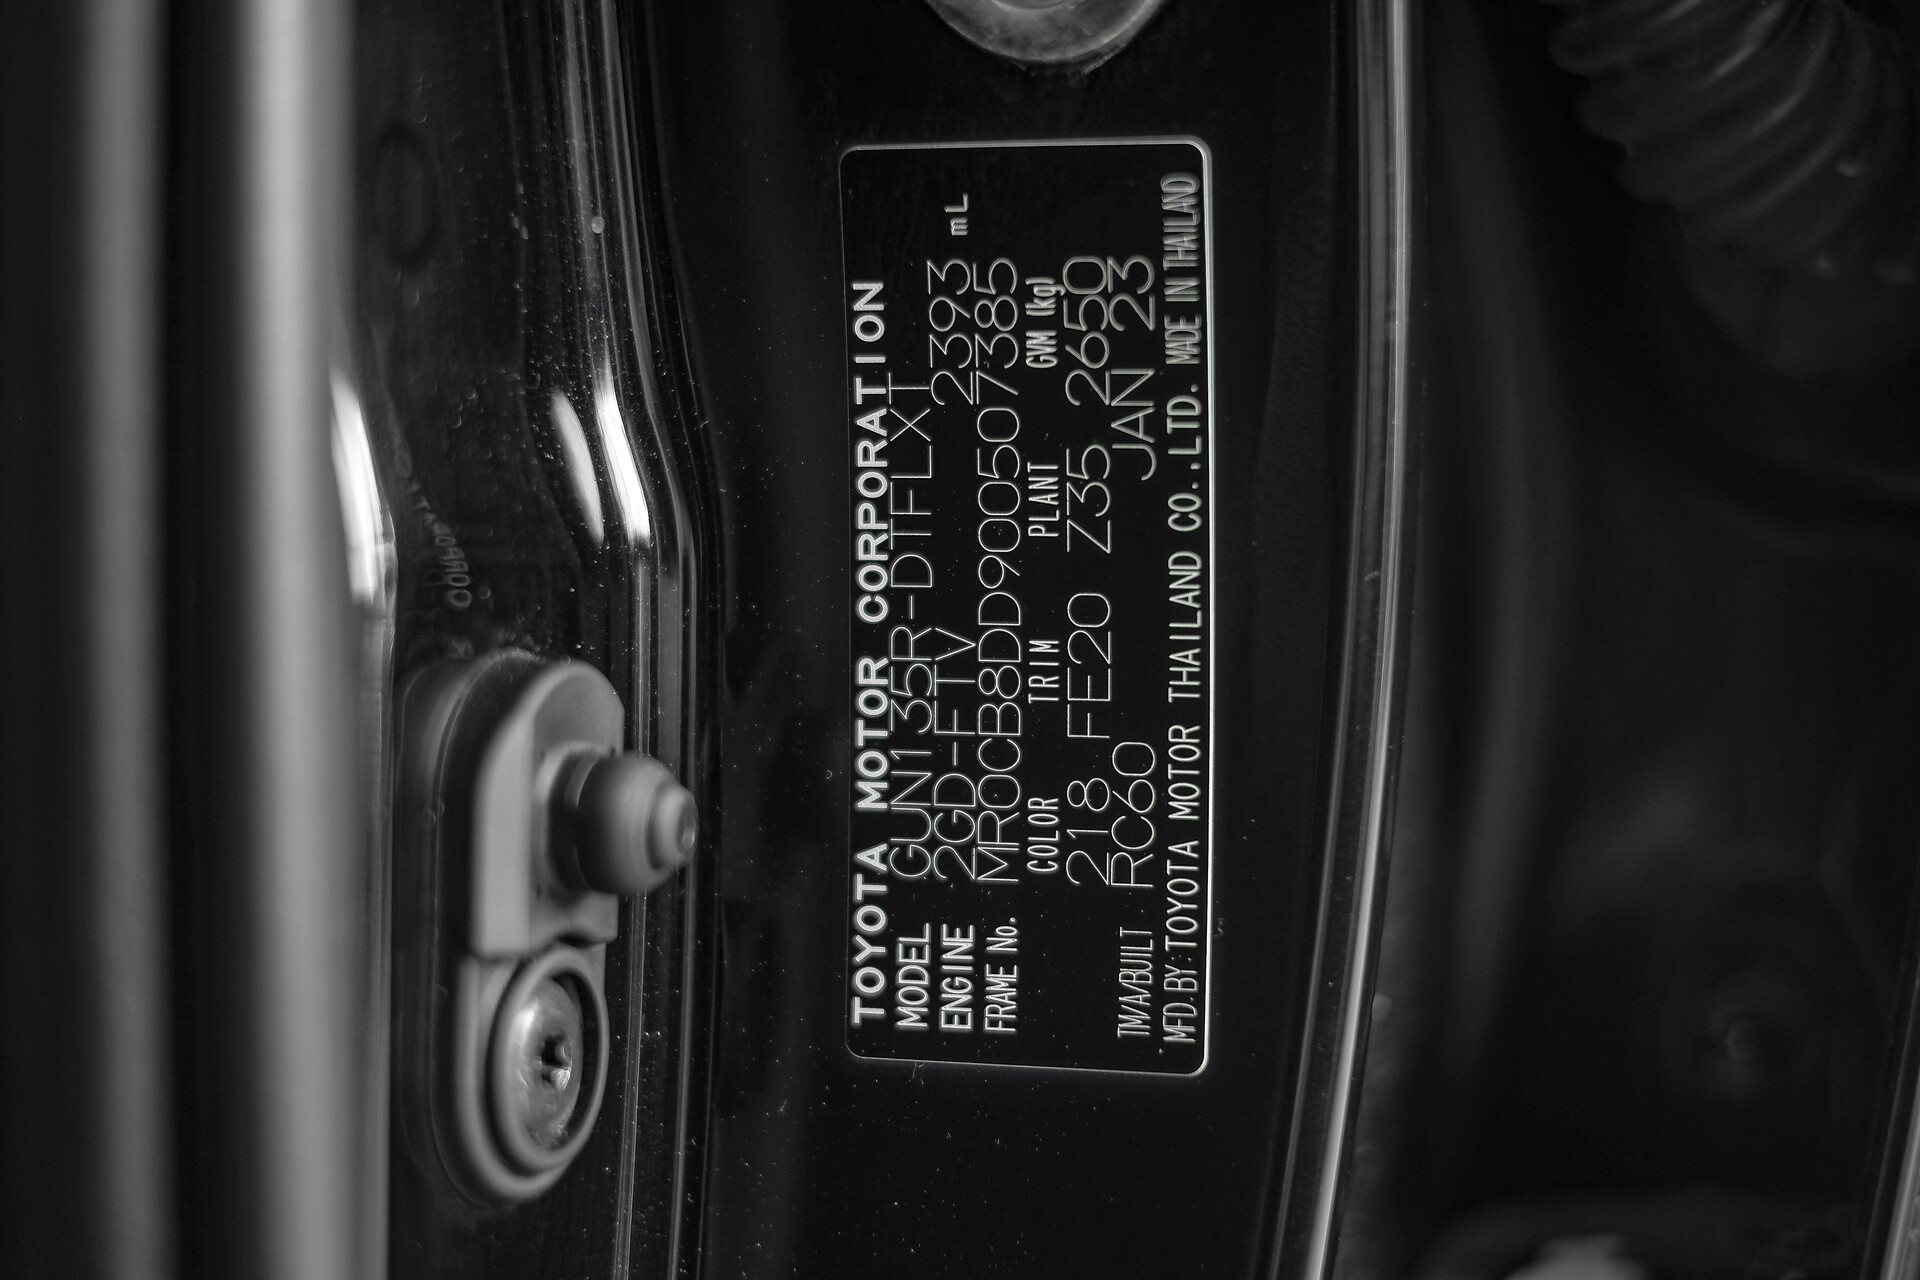 TOYOTA MOTOR CORPORATION
MODEL GUN135R-DTFLXT
ENGINE 2GD-FTV 2393 mL
FRAME No. MR0CB8DD900507385
COLOR TRIM PLANT GVM (kg)
218 FE20 Z35 2650
TM/A/BUILT RC60 JAN 23
MFD.BY:TOYOTA MOTOR THAILAND CO.,LTD. MADE IN THAILAND